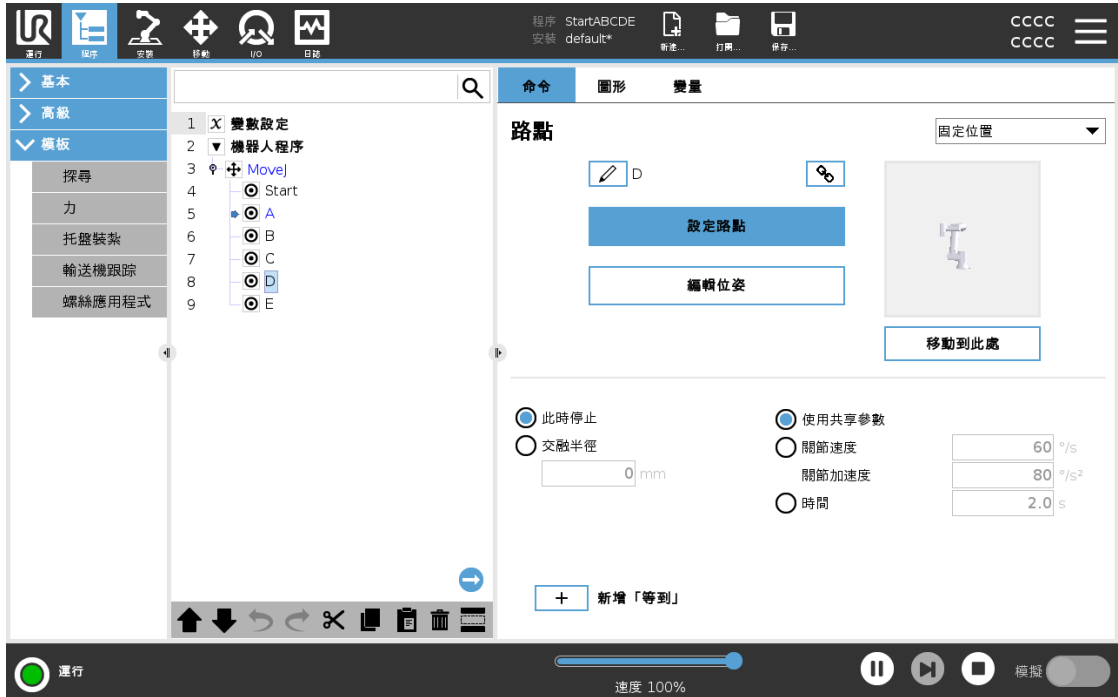 程序 StartABCDE
安裝 default*
UR
運行
程序
安裝
移動
I/O
日誌
新建...
打開...
保存...
CCCC
CCCC
基本
高級
模板
探尋
力
托盤裝紮
輸送機跟踪
螺絲應用程式
1 X 變數設定
2 機器人程序
3 MoveJ
4 Start
5 A
6 B
7 C
8 D
9 E
命令
圖形
變量
路點
固定位置
D
設定路點
編輯位姿
移動到此處
此時停止
交融半徑
0 mm
使用共享參數
關節速度 60 °/s
關節加速度 80 °/s²
時間 2.0 s
+ 新增「等到」
運行
速度 100%
模擬